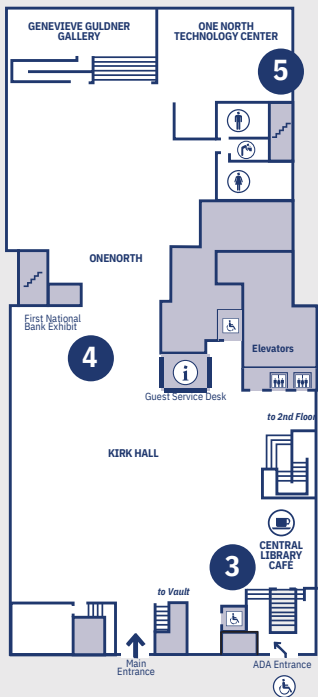 GENEVIEVE GULDNER
GALLERY
ONE NORTH
TECHNOLOGY CENTER
5
ONENORTH
First National
Bank Exhibit
4
i
Guest Service Desk
Elevators
to 2nd Floor
KIRK HALL
CENTRAL
LIBRARY
CAFÉ
3
to Vault
Main
Entrance
ADA Entrance